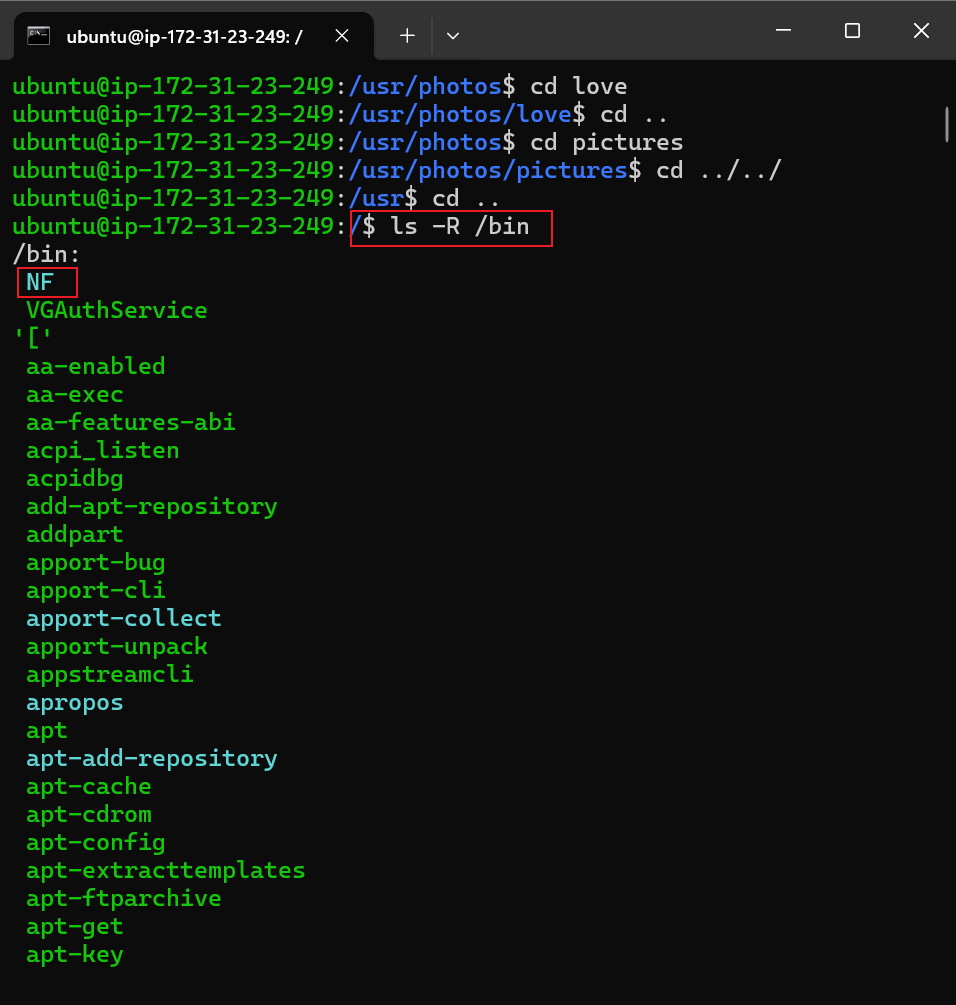 ubuntu@ip-172-31-23-249: /
ubuntu@ip-172-31-23-249:/usr/photos$ cd love
ubuntu@ip-172-31-23-249:/usr/photos/love$ cd ..
ubuntu@ip-172-31-23-249:/usr/photos$ cd pictures
ubuntu@ip-172-31-23-249:/usr/photos/pictures$ cd ../../
ubuntu@ip-172-31-23-249:/usr$ cd ..
ubuntu@ip-172-31-23-249:/$ ls -R /bin
/bin:
NF
VGAuthService
'['
aa-enabled
aa-exec
aa-features-abi
acpi_listen
acpidbg
add-apt-repository
addpart
apport-bug
apport-cli
apport-collect
apport-unpack
appstreamcli
apropos
apt
apt-add-repository
apt-cache
apt-cdrom
apt-config
apt-extracttemplates
apt-ftparchive
apt-get
apt-key